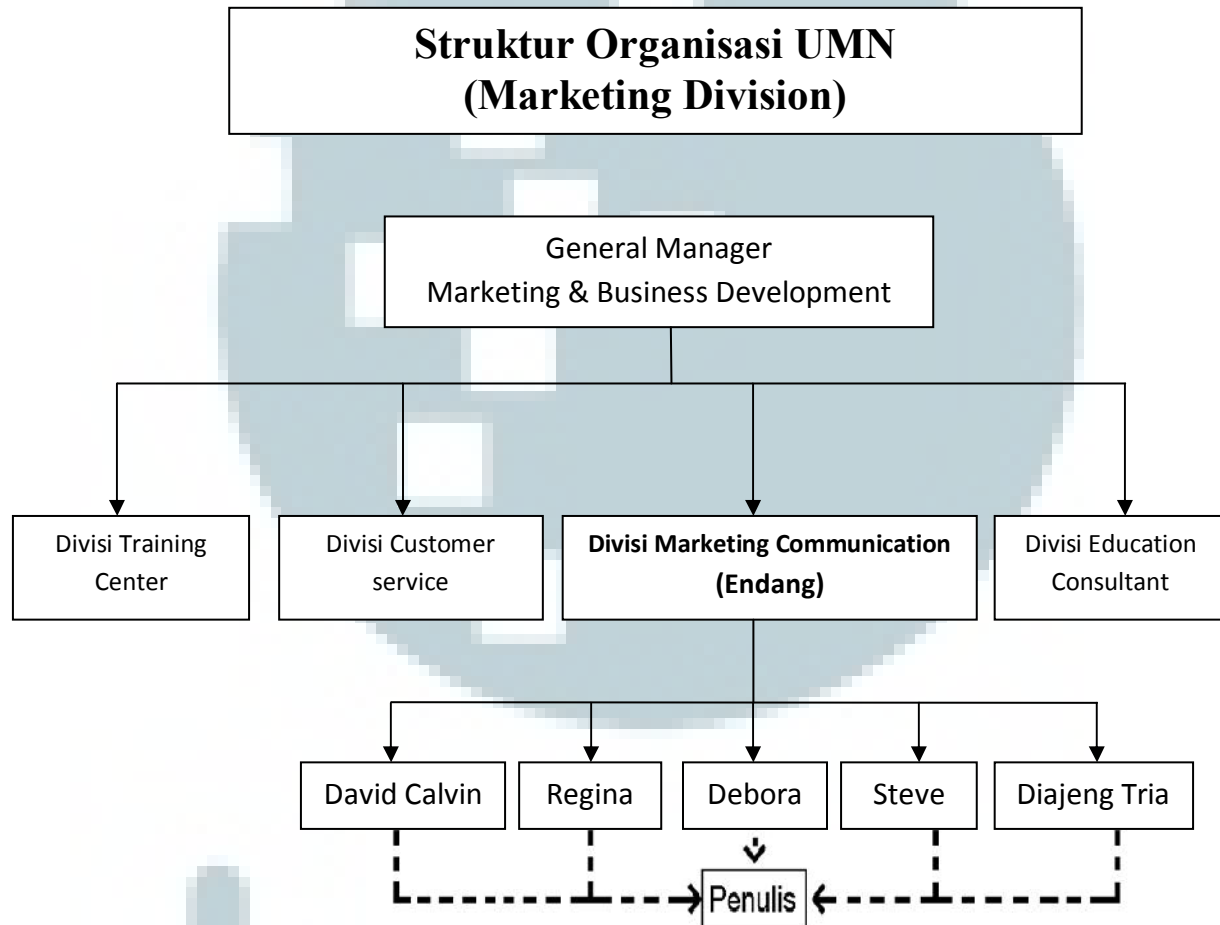 Struktur Organisasi UMN
(Marketing Division)
General Manager
Marketing & Business Development
Divisi Training
Center
Divisi Customer
service
Divisi Marketing Communication
(Endang)
Divisi Education
Consultant
David Calvin
Regina
Debora
Steve
Diajeng Tria
Penulis